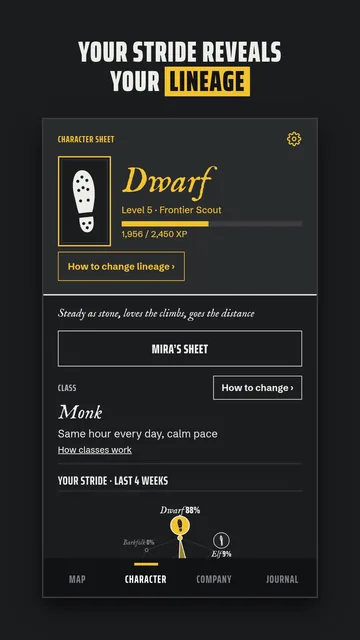 YOUR STRIDE REVEALS
YOUR LINEAGE
CHARACTER SHEET
Dwarf
Level 5 · Frontier Scout
1,956 / 2,450 XP
How to change lineage ›
Steady as stone, loves the climbs, goes the distance
MIRA'S SHEET
CLASS
How to change ›
Monk
Same hour every day, calm pace
How classes work
YOUR STRIDE · LAST 4 WEEKS
Dwarf 88%
Barkfolk 0%
Elf 9%
MAP
CHARACTER
COMPANY
JOURNAL